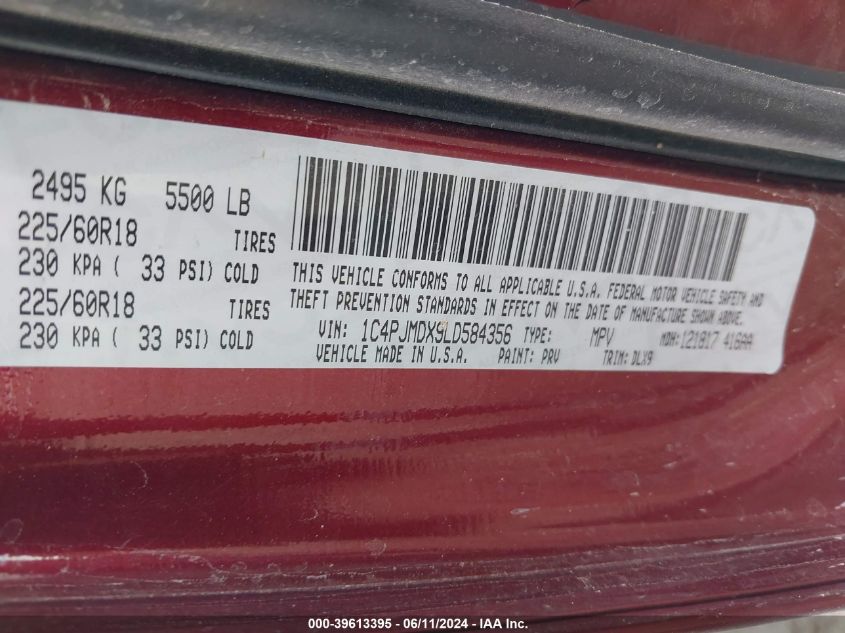 2495 KG 5500 LB
225/60R18 TIRES
230 KPA ( 33 PSI) COLD
225/60R18 TIRES
230 KPA ( 33 PSI) COLD
THIS VEHICLE CONFORMS TO ALL APPLICABLE U.S.A. FEDERAL MOTOR VEHICLE SAFETY AND
THEFT PREVENTION STANDARDS IN EFFECT ON THE DATE OF MANUFACTURE SHOWN ABOVE.
VIN: 1C4PJMDX9LD584356 TYPE: MPV MDH: 121817 416AA
VEHICLE MADE IN U.S.A. PAINT: PRV TRIM: DLX9
000-39613395 - 06/11/2024 - IAA Inc.